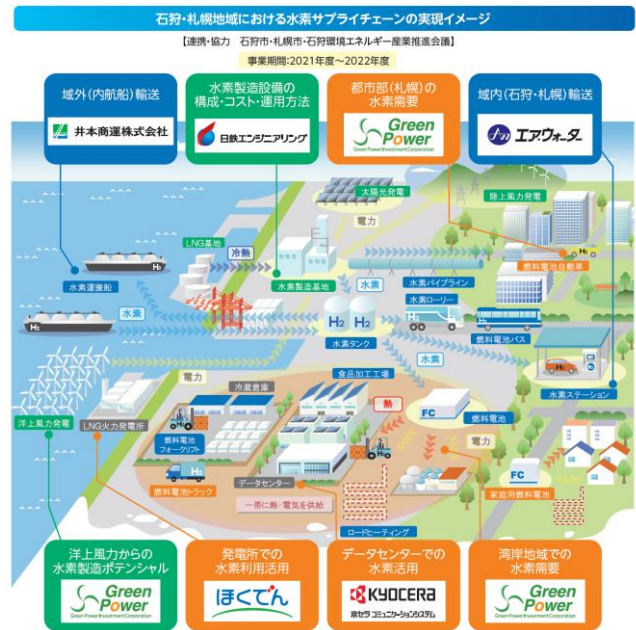 石狩・札幌地域における水素サプライチェーンの実現イメージ
【連携・協力　石狩市・札幌市・石狩環境エネルギー産業推進会議】
事業期間:2021年度～2022年度
域外(内航船)輸送
井本商運株式会社
水素製造設備の
構成・コスト・運用方法
日鉄エンジニアリング
都市部(札幌)の
水素需要
Green
Power
Green Power Investment Corporation
域内(石狩・札幌)輸送
エア・ウォーター
太陽光発電
陸上風力発電
電力
LNG基地
冷熱
H2
水素運搬船
水素製造基地
水素
水素パイプライン
燃料電池自動車
水素
水素ローリー
H2
H2
H2
H2
水素タンク
燃料電池バス
水素
水素ステーション
電力
冷蔵倉庫
食品加工工場
熱
FC
燃料電池
洋上風力発電
LNG火力発電所
燃料電池
フォークリフト
電力
H2
燃料電池トラック
データセンター
FC
家庭用燃料電池
一帯に熱・電気を供給
ロードヒーティング
洋上風力からの
水素製造ポテンシャル
Green
Power
Green Power Investment Corporation
発電所での
水素利用活用
ほくでん
データセンターでの
水素活用
KYOCERA
京セラコミュニケーションシステム
湾岸地域での
水素需要
Green
Power
Green Power Investment Corporation